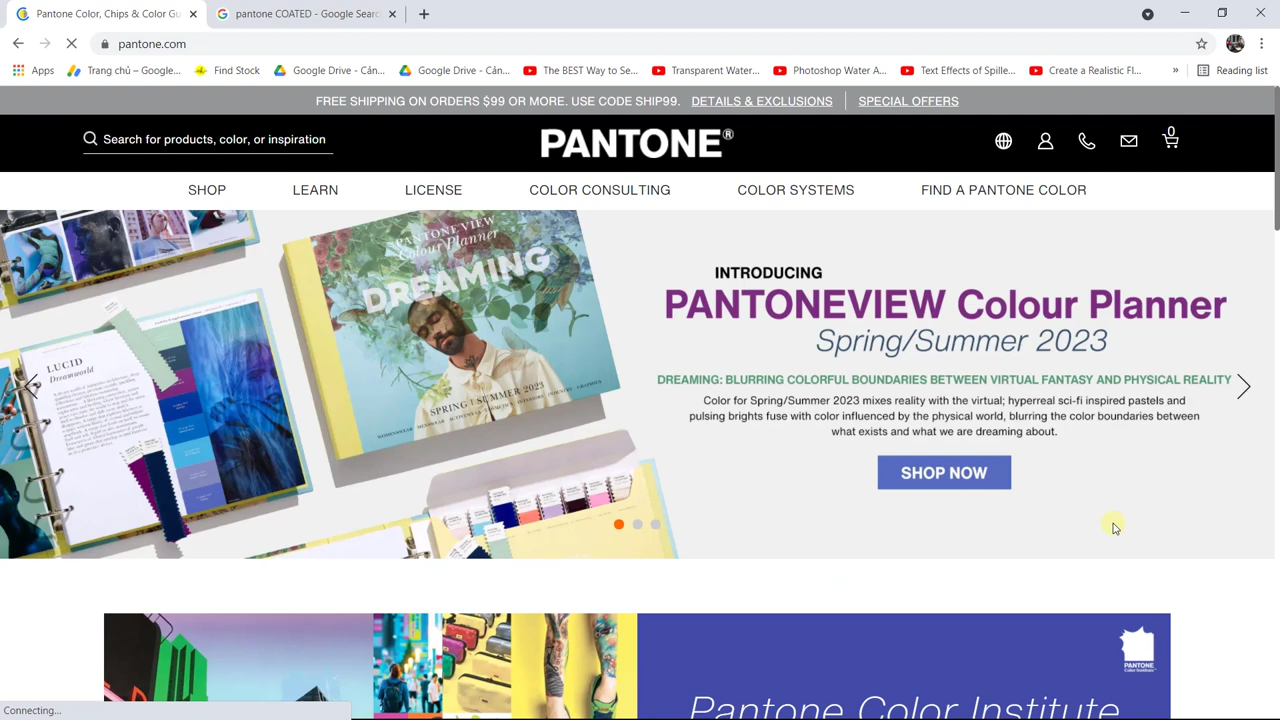 Pantone Color, Chips & Color Gu
pantone COATED - Google Searc
pantone.com
Apps
Trang chủ – Google...
Find Stock
Google Drive - Cản...
Google Drive - Cản...
The BEST Way to Se...
Transparent Water...
Photoshop Water A...
Text Effects of Spille...
Create a Realistic Fl...
»
Reading list
FREE SHIPPING ON ORDERS $99 OR MORE. USE CODE SHIP99. DETAILS & EXCLUSIONS SPECIAL OFFERS
Search for products, color, or inspiration
PANTONE®
0
SHOP LEARN LICENSE COLOR CONSULTING COLOR SYSTEMS FIND A PANTONE COLOR
PANTONE VIEW
Colour Planner
DREAMING
SPRING / SUMMER 2023
LUCID
Dreamworld
INTRODUCING
PANTONEVIEW Colour Planner
Spring/Summer 2023
DREAMING: BLURRING COLORFUL BOUNDARIES BETWEEN VIRTUAL FANTASY AND PHYSICAL REALITY
Color for Spring/Summer 2023 mixes reality with the virtual; hyperreal sci-fi inspired pastels and
pulsing brights fuse with color influenced by the physical world, blurring the color boundaries between
what exists and what we are dreaming about.
SHOP NOW
PANTONE
Color Institute
Pantone Color Institute
Connecting...